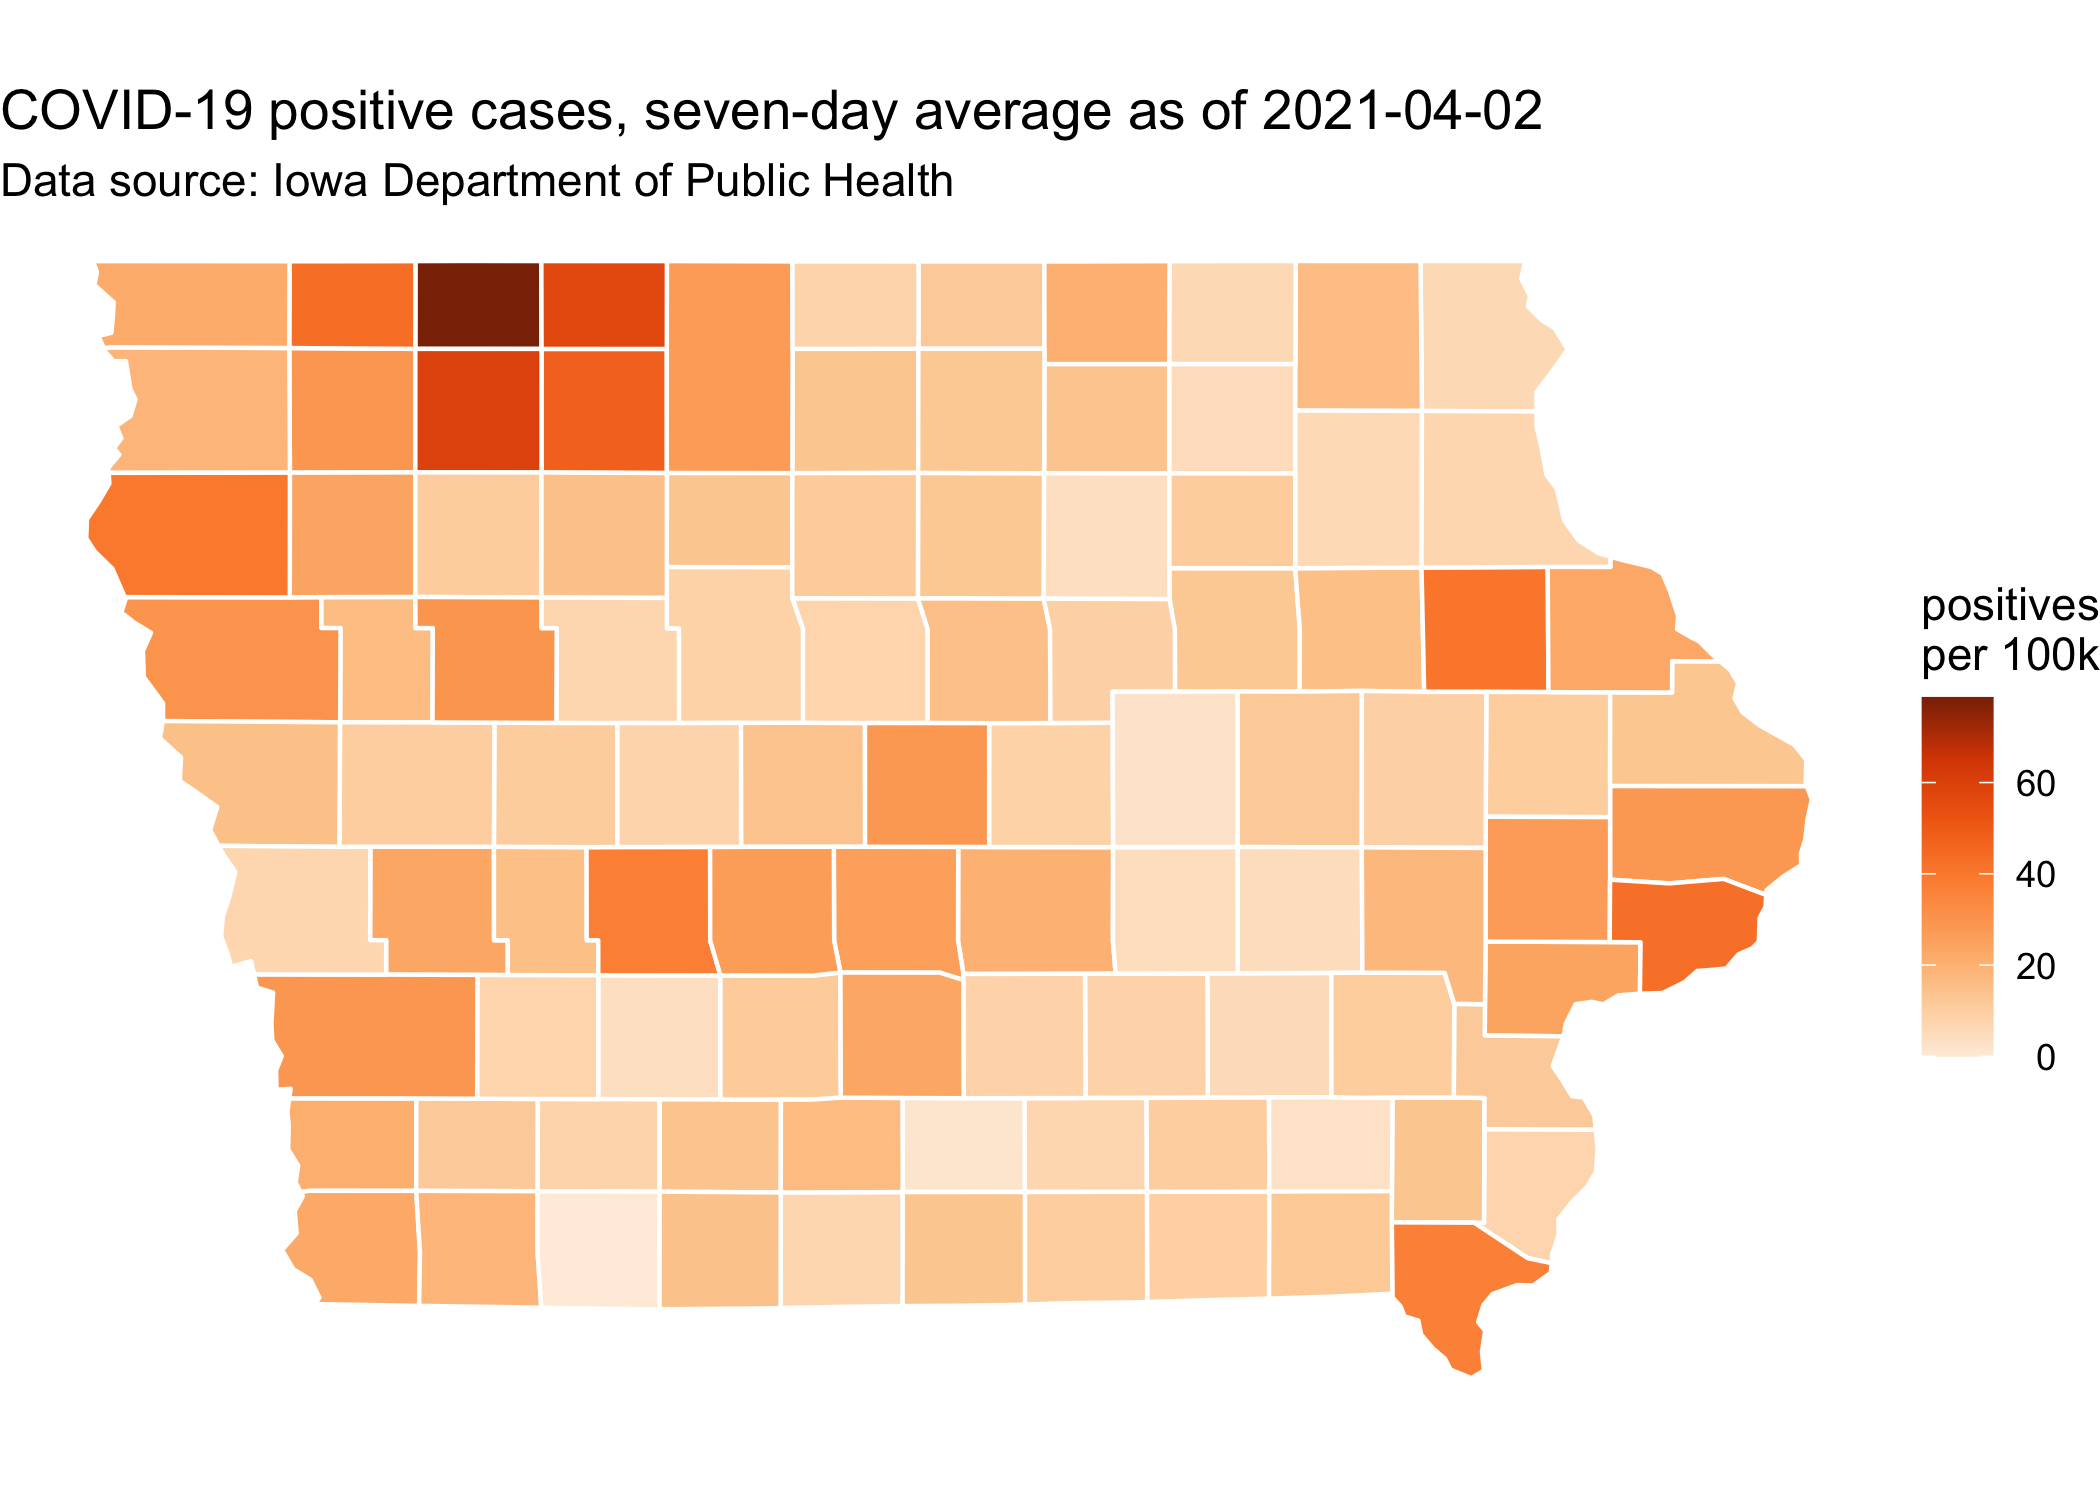 COVID-19 positive cases, seven-day average as of 2021-04-02
Data source: Iowa Department of Public Health
positives
per 100k
60
40
20
0